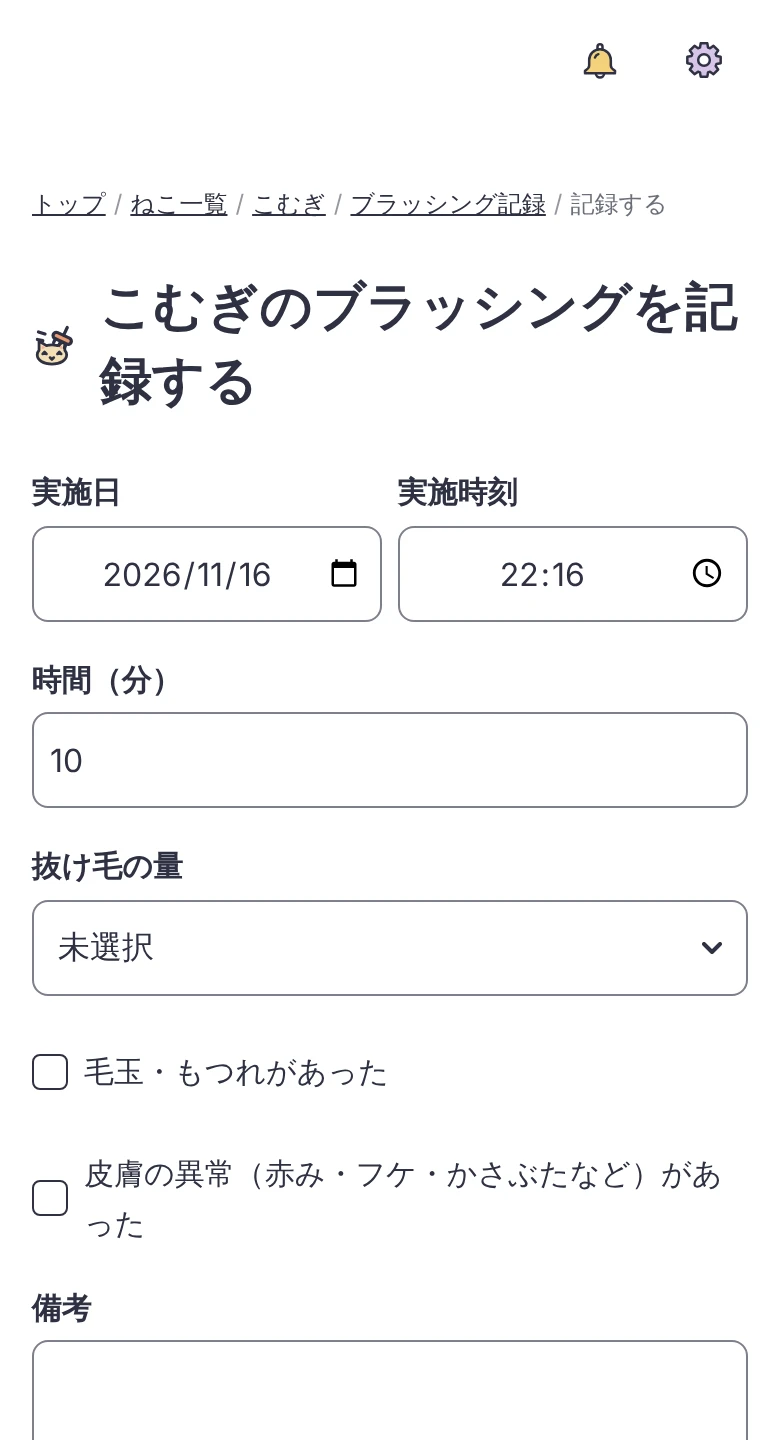 トップ / ねこ一覧 / こむぎ / ブラッシング記録 / 記録する
こむぎのブラッシングを記
録する
実施日
実施時刻
2026/11/16
22:16
時間（分）
10
抜け毛の量
未選択
毛玉・もつれがあった
皮膚の異常（赤み・フケ・かさぶたなど）があ
った
備考